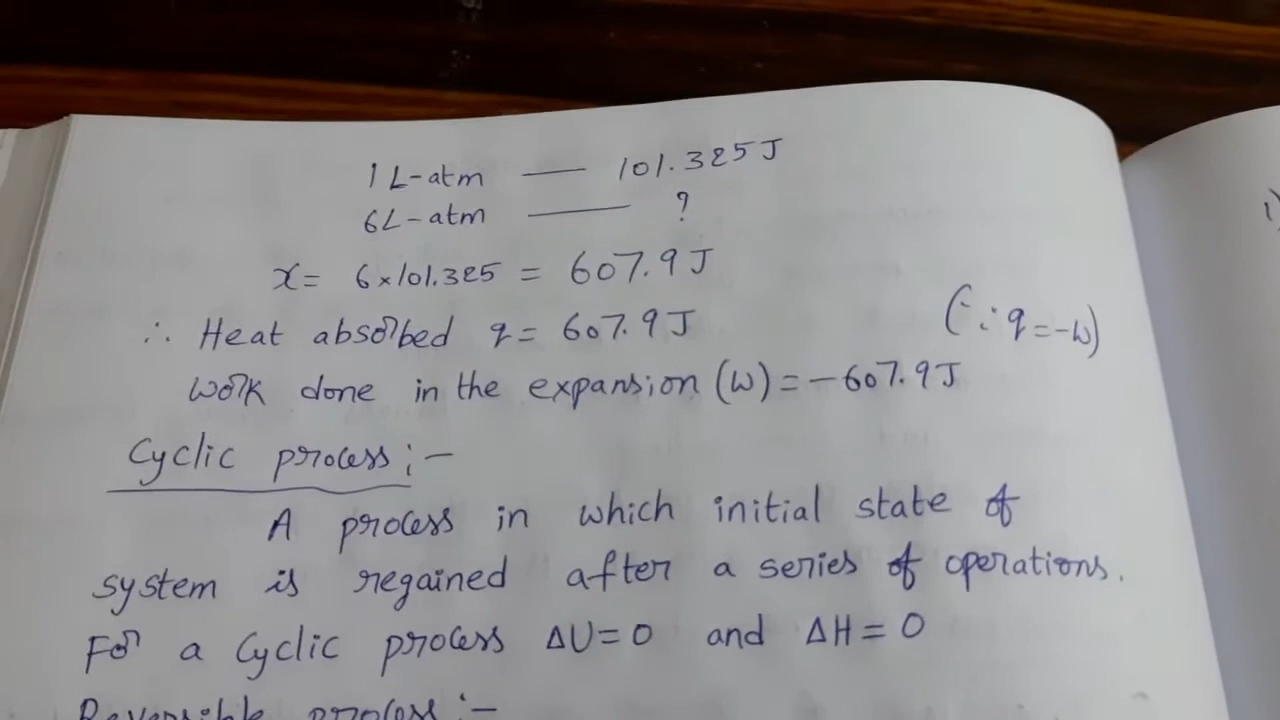 1 L-atm — 101.325 J
6L-atm — ?
x = 6×101.325 = 607.9 J
∴ Heat absorbed q = 607.9 J (∵ q = -w)
work done in the expansion (w) = -607.9 J
Cyclic process :-
A process in which initial state of
system is regained after a series of operations.
For a cyclic process ΔU = 0 and ΔH = 0
Reversible process :-